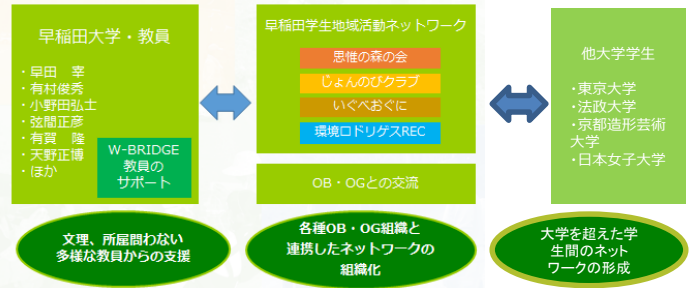 早稲田大学・教員
・早田　宰
・有村俊秀
・小野田弘士
・弦間正彦
・有賀　隆
・天野正博
・ほか
W-BRIDGE
教員の
サポート
文理、所属問わない
多様な教員からの支援
早稲田学生地域活動ネットワーク
思惟の森の会
じょんのびクラブ
いぐべおぐに
環境ロドリゲスREC
OB・OGとの交流
各種OB・OG組織と
連携したネットワークの
組織化
他大学学生
・東京大学
・法政大学
・京都造形芸術
大学
・日本女子大学
大学を超えた学
生間のネット
ワークの形成